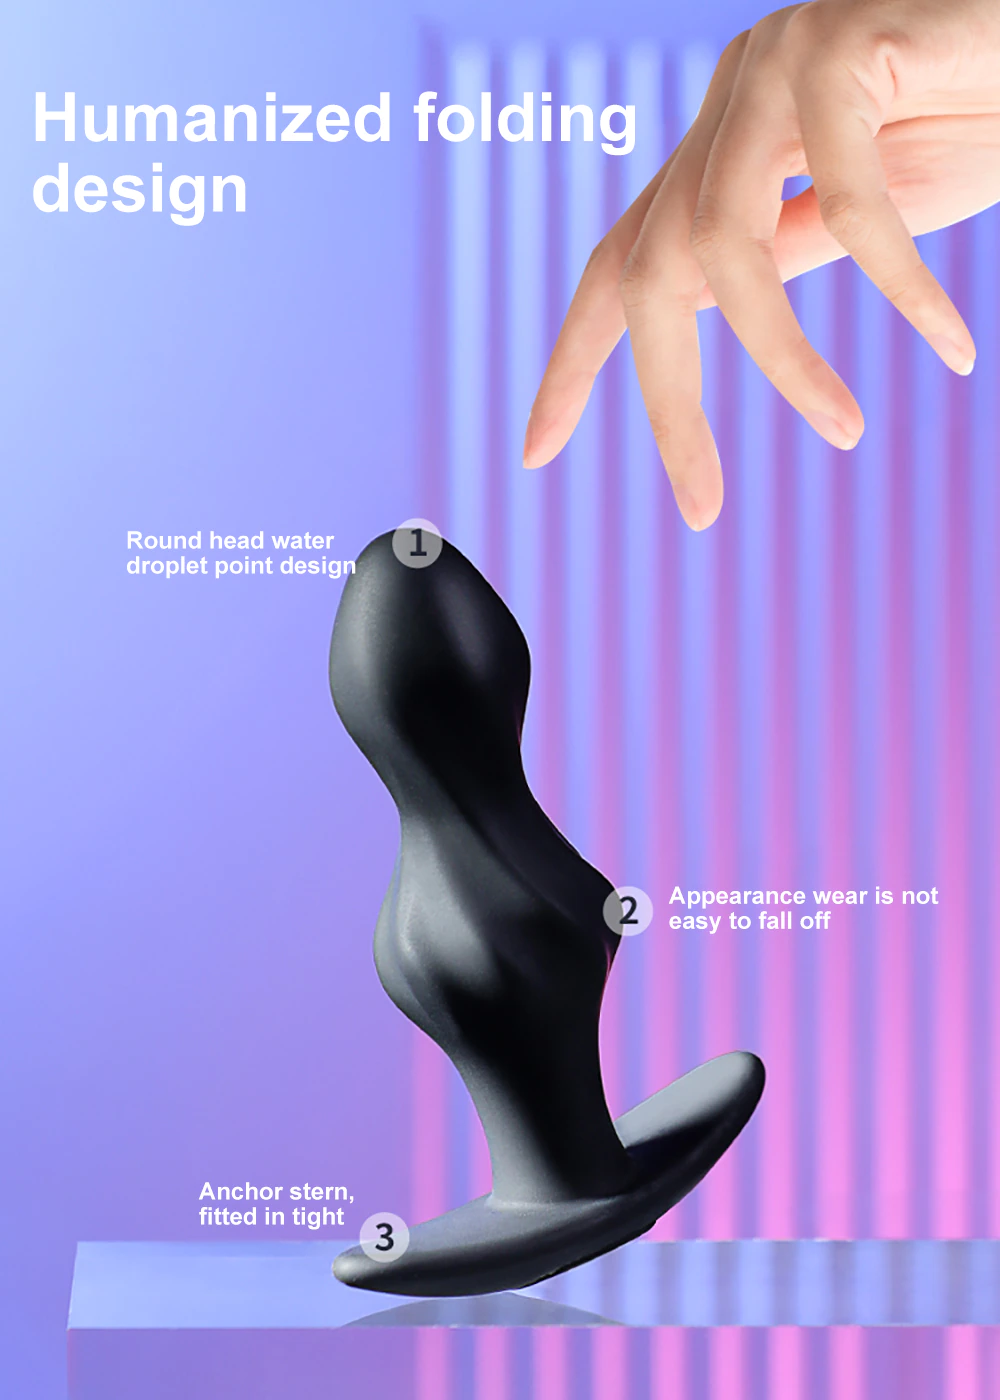 Humanized folding
design
Round head water
droplet point design
1
2
Appearance wear is not
easy to fall off
Anchor stern,
fitted in tight
3